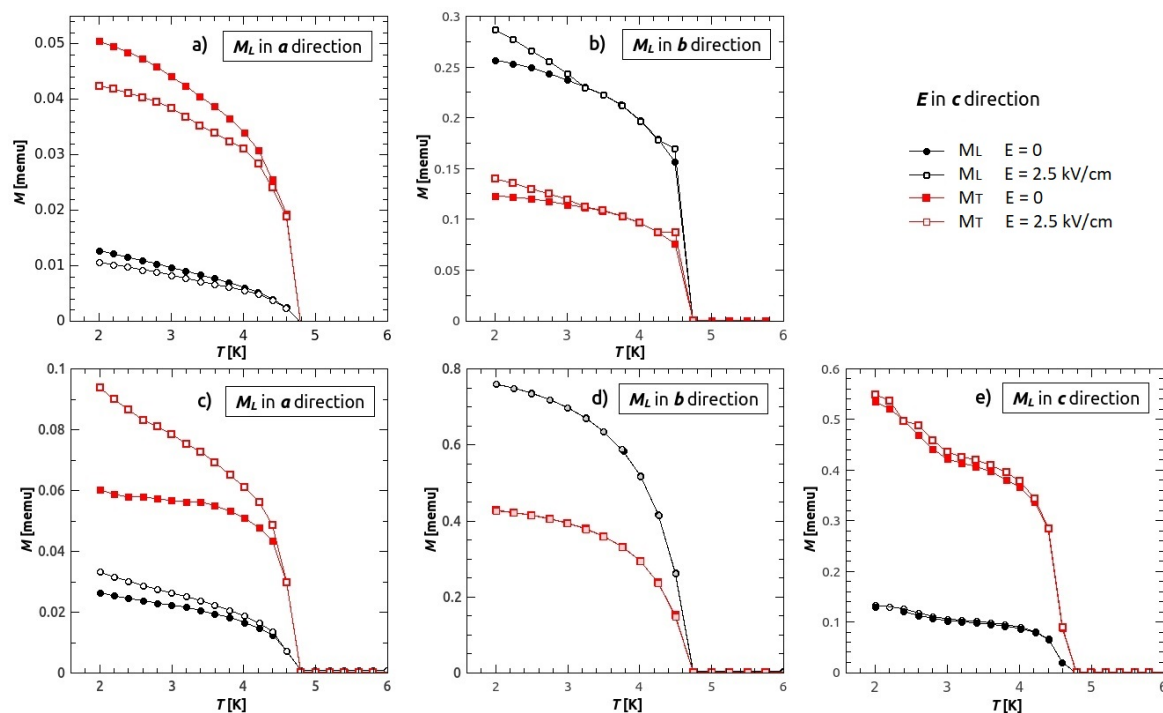 a) M_L in a direction
0.05
0.04
0.03
0.02
0.01
0
M [memu]
2 3 4 5 6
T [K]
b) M_L in b direction
0.3
0.25
0.2
0.15
0.1
0.05
0
M [memu]
2 3 4 5 6
T [K]
E in c direction
ML E = 0
ML E = 2.5 kV/cm
MT E = 0
MT E = 2.5 kV/cm
c) M_L in a direction
0.1
0.08
0.06
0.04
0.02
0
M [memu]
2 3 4 5 6
T [K]
d) M_L in b direction
0.8
0.6
0.4
0.2
0
M [memu]
2 3 4 5 6
T [K]
e) M_L in c direction
0.6
0.5
0.4
0.3
0.2
0.1
0
M [memu]
2 3 4 5 6
T [K]